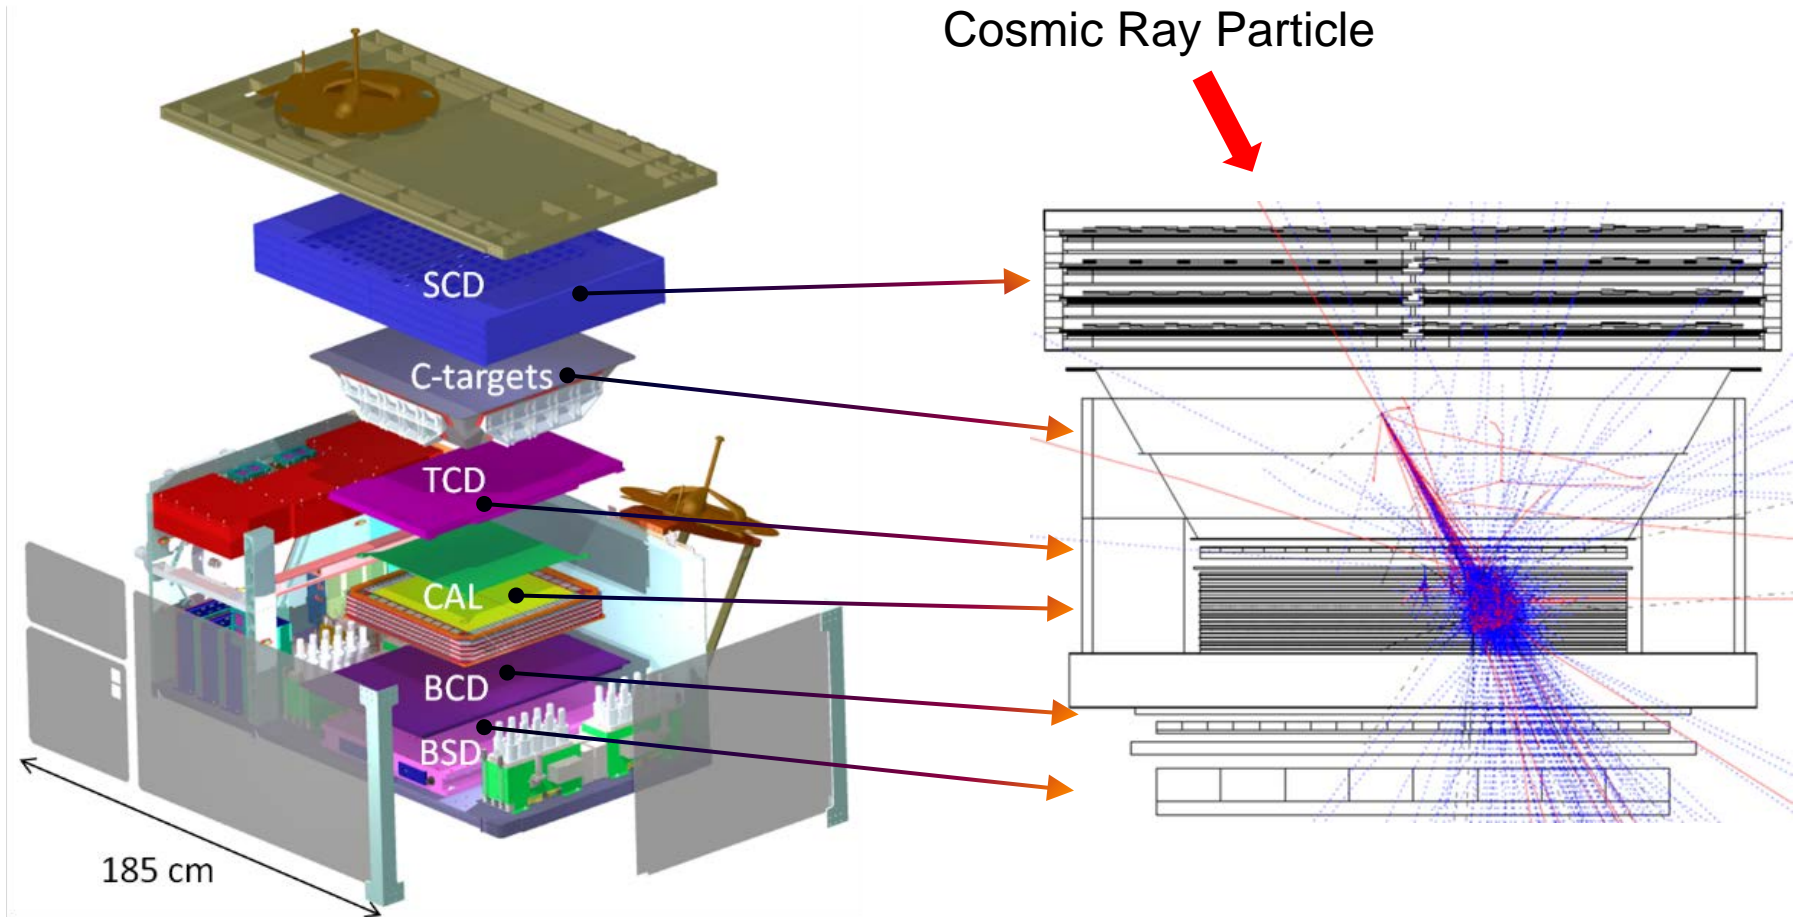 Cosmic Ray Particle
SCD
C-targets
TCD
CAL
BCD
BSD
185 cm